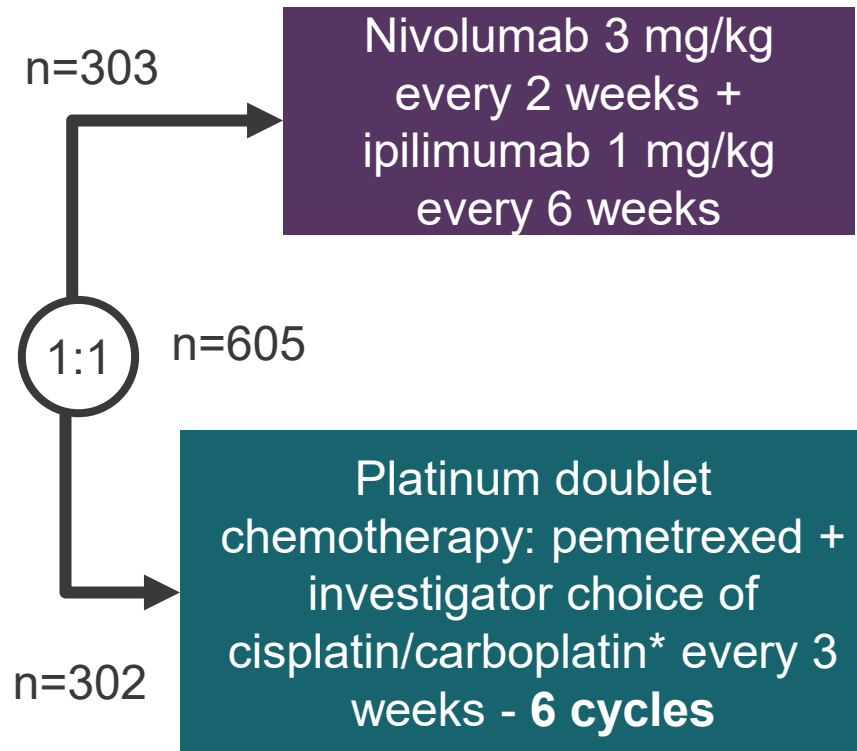 n=303
Nivolumab 3 mg/kg
every 2 weeks +
ipilimumab 1 mg/kg
every 6 weeks
1:1
n=605
Platinum doublet
chemotherapy: pemetrexed +
investigator choice of
cisplatin/carboplatin* every 3
weeks - 6 cycles
n=302